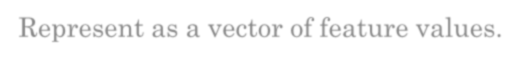 Represent as a vector of feature values.